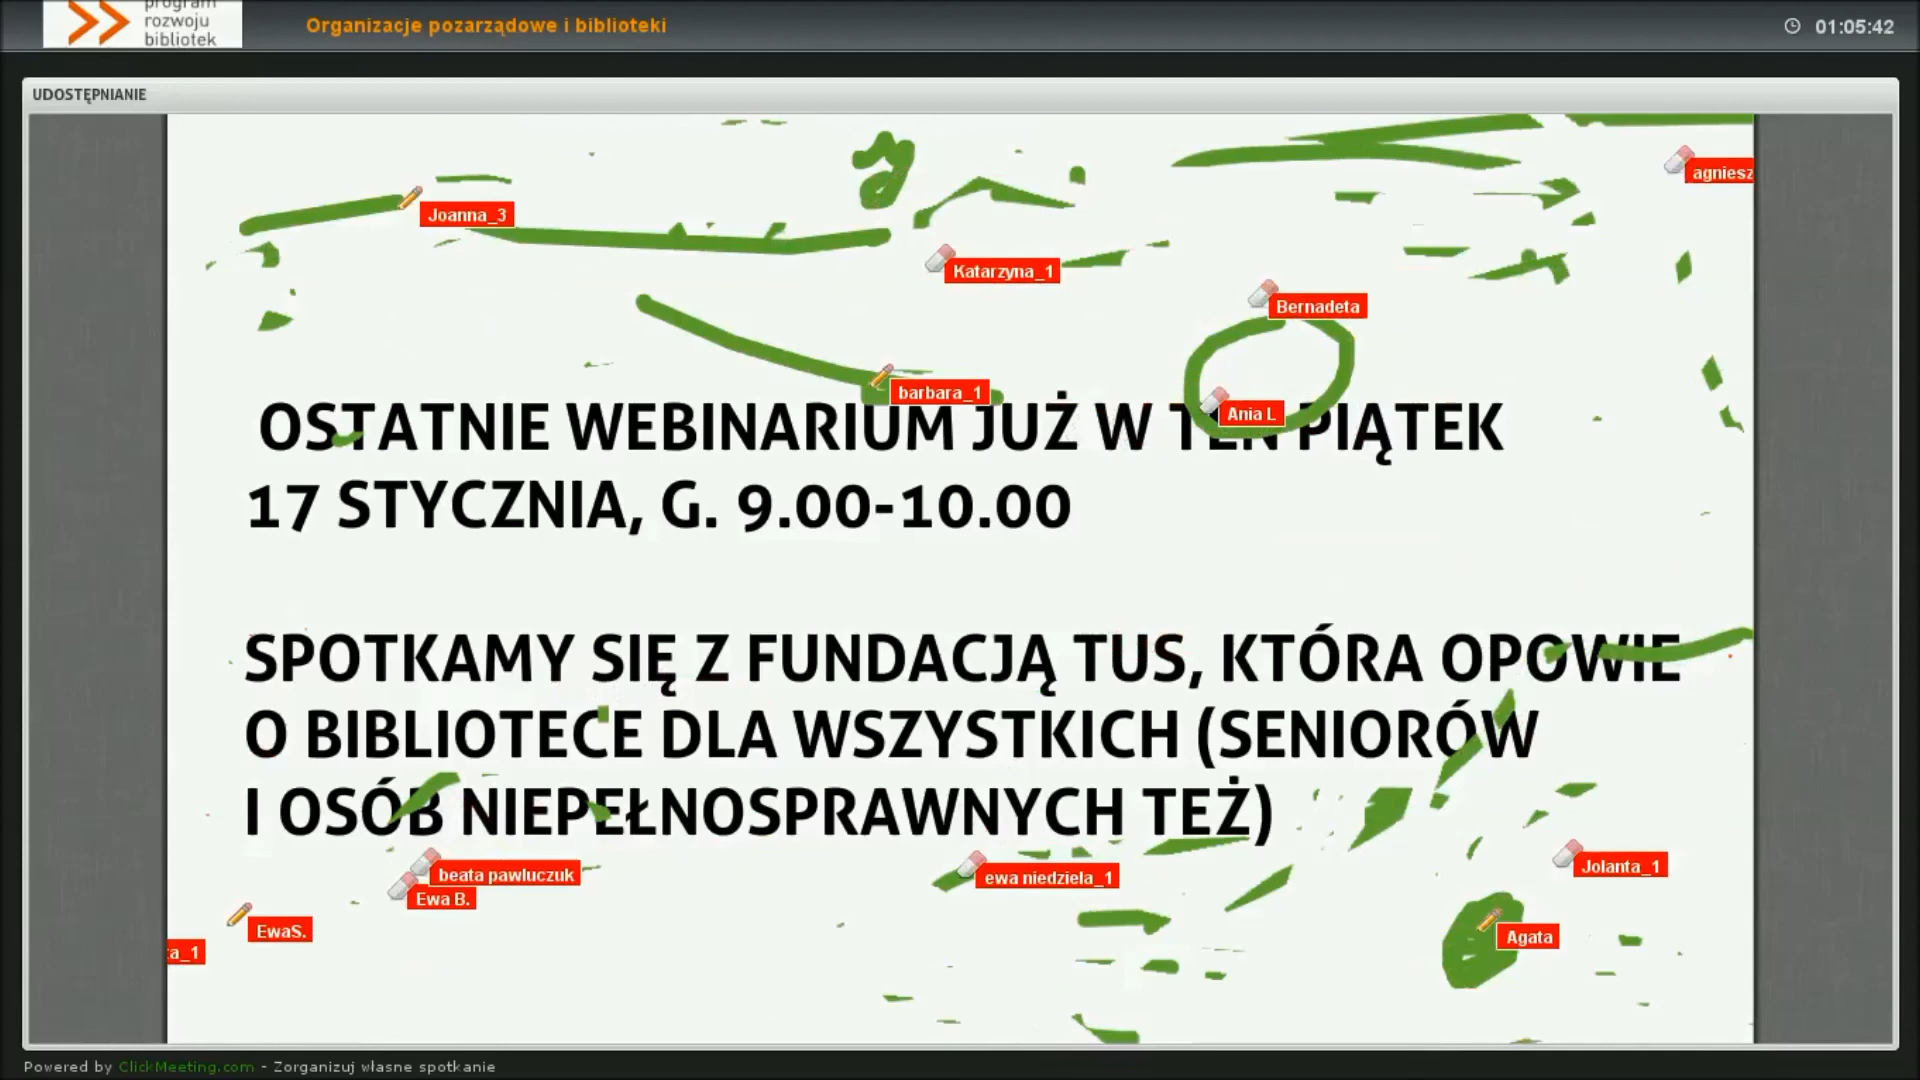 program
rozwoju
bibliotek
Organizacje pozarządowe i biblioteki
01:05:42
UDOSTĘPNIANIE
agniesz
Joanna_3
Katarzyna_1
Bernadeta
barbara_1
Ania L
OSTATNIE WEBINARIUM JUŻ W TEN PIĄTEK
17 STYCZNIA, G. 9.00-10.00
SPOTKAMY SIĘ Z FUNDACJĄ TUS, KTÓRA OPOWIE
O BIBLIOTECE DLA WSZYSTKICH (SENIORÓW
I OSÓB NIEPEŁNOSPRAWNYCH TEŻ)
beata pawluczuk
ewa niedziela_1
Jolanta_1
Ewa B.
EwaS.
Agata
ta_1
Powered by ClickMeeting.com - Zorganizuj własne spotkanie